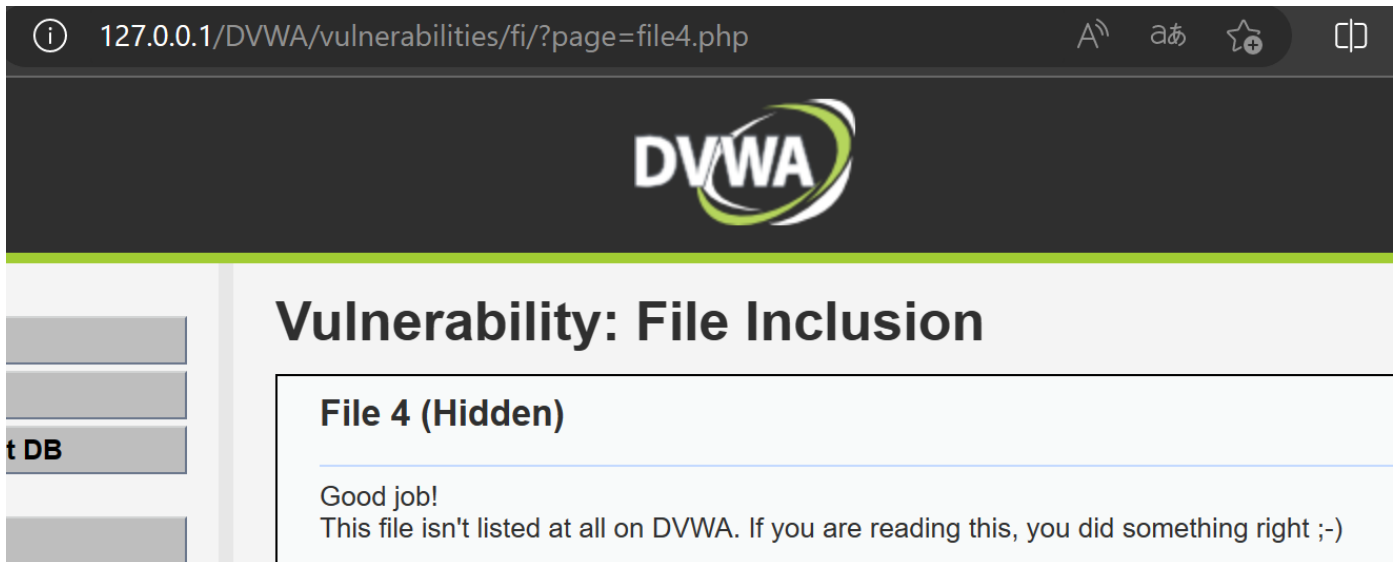 127.0.0.1/DVWA/vulnerabilities/fi/?page=file4.php
DVWA
Vulnerability: File Inclusion
File 4 (Hidden)
t DB
Good job!
This file isn't listed at all on DVWA. If you are reading this, you did something right ;-)